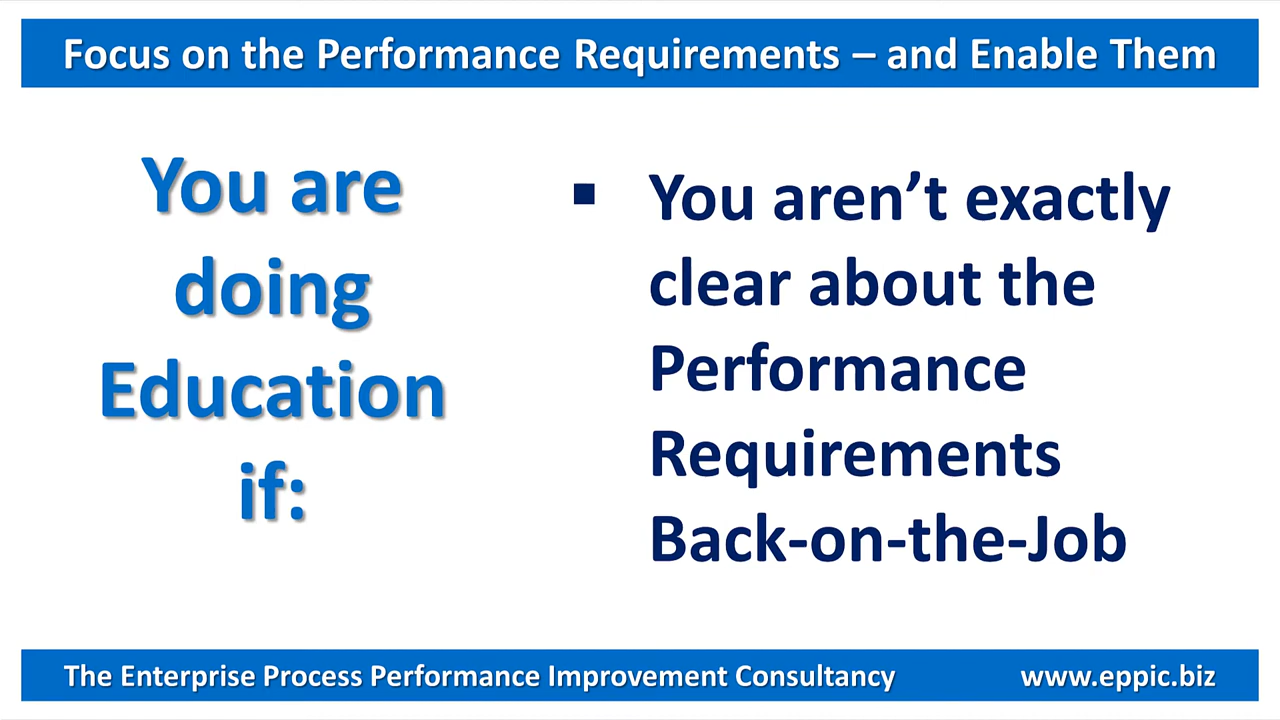 Focus on the Performance Requirements – and Enable Them
You are
doing
Education
if:
▪ You aren’t exactly
clear about the
Performance
Requirements
Back-on-the-Job
The Enterprise Process Performance Improvement Consultancy www.eppic.biz